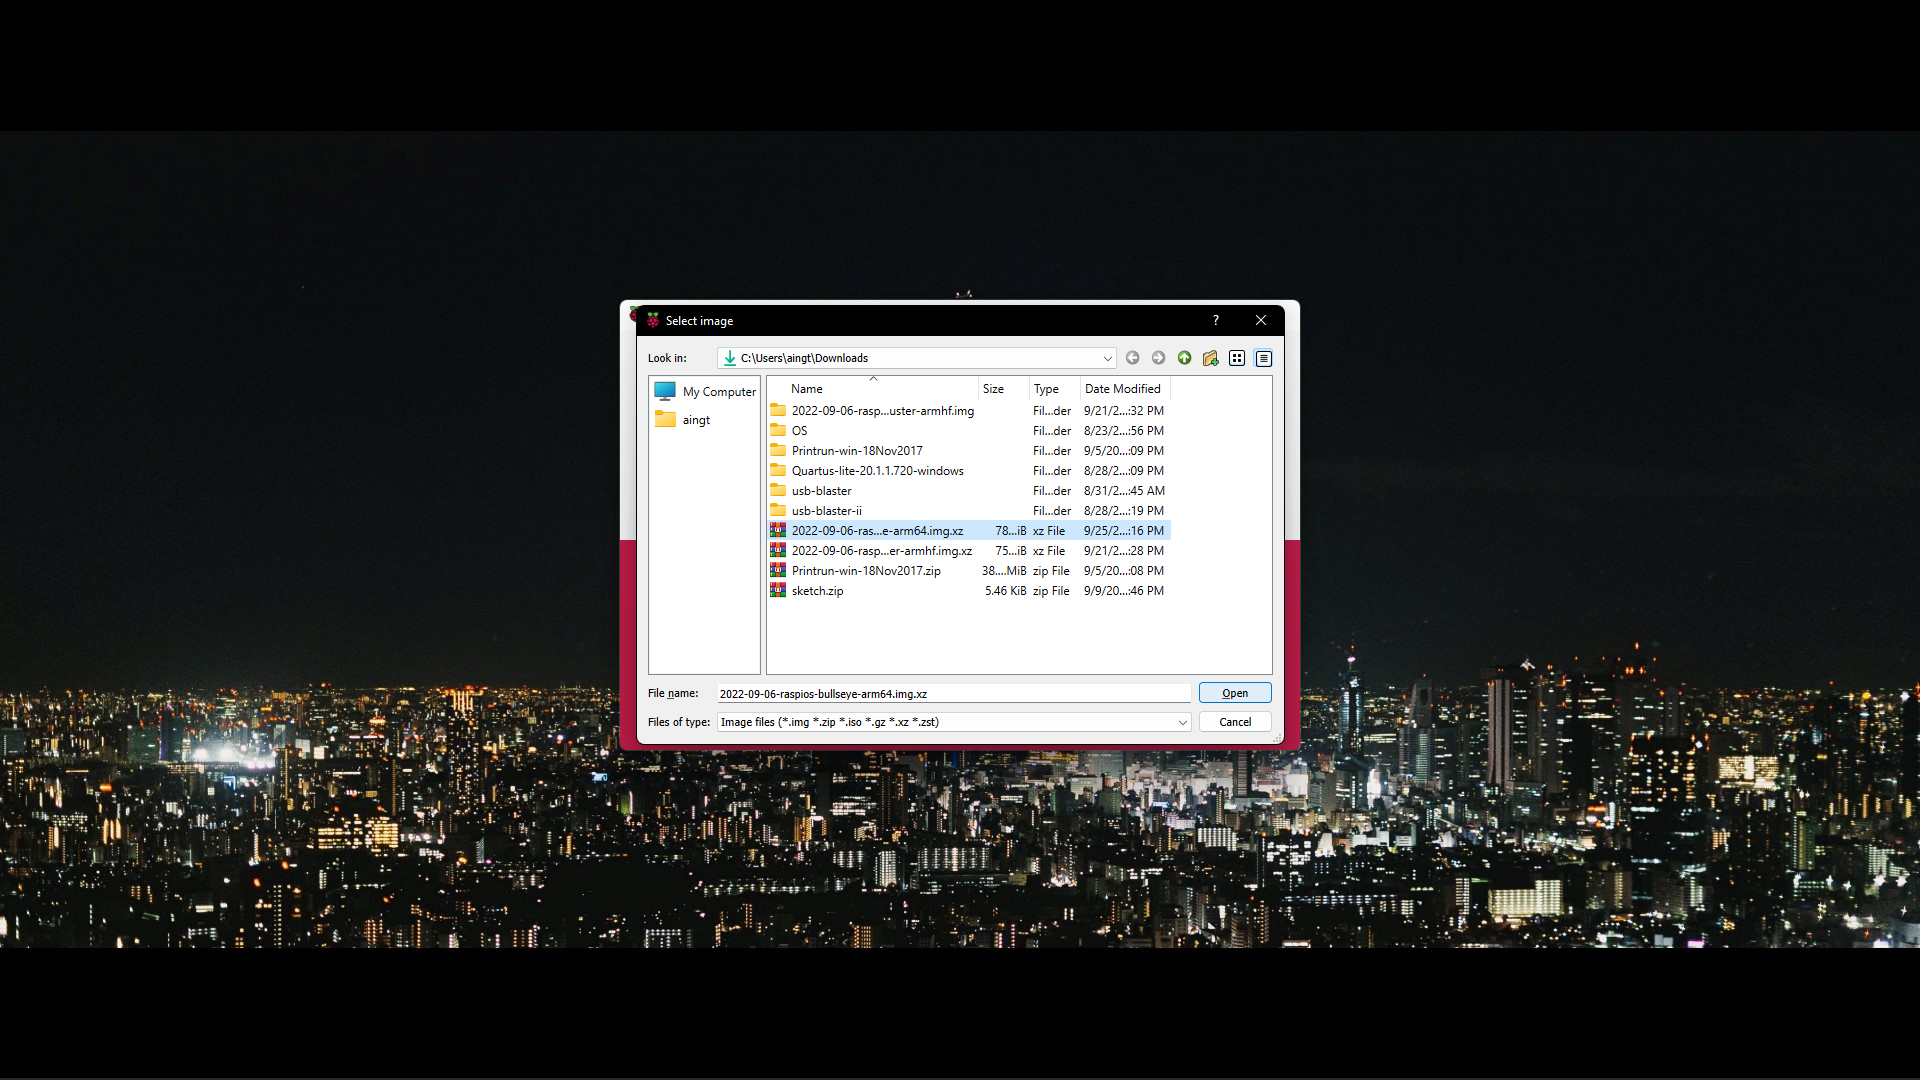 Select image
?
Look in:
C:\Users\aingt\Downloads
My Computer
aingt
Name Size Type Date Modified
2022-09-06-rasp...uster-armhf.img Fil...der 9/21/2...:32 PM
OS Fil...der 8/23/2...:56 PM
Printrun-win-18Nov2017 Fil...der 9/5/20...:09 PM
Quartus-lite-20.1.1.720-windows Fil...der 8/28/2...:09 PM
usb-blaster Fil...der 8/31/2...:45 AM
usb-blaster-ii Fil...der 8/28/2...:19 PM
2022-09-06-ras...e-arm64.img.xz 78...iB xz File 9/25/2...:16 PM
2022-09-06-rasp...er-armhf.img.xz 75...iB xz File 9/21/2...:28 PM
Printrun-win-18Nov2017.zip 38....MiB zip File 9/5/20...:08 PM
sketch.zip 5.46 KiB zip File 9/9/20...:46 PM
File name: 2022-09-06-raspios-bullseye-arm64.img.xz Open
Files of type: Image files (*.img *.zip *.iso *.gz *.xz *.zst) Cancel